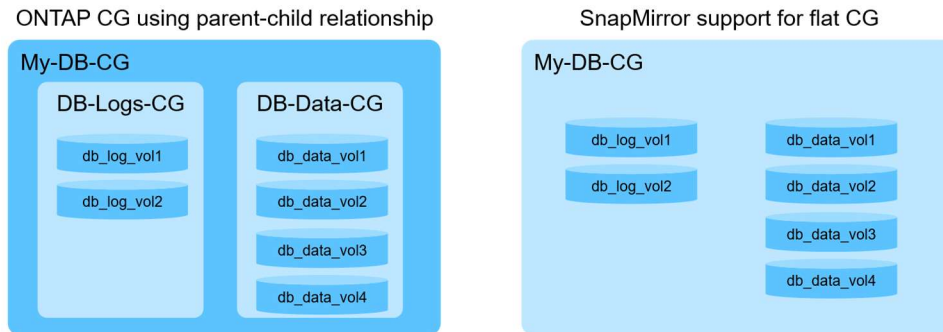 ONTAP CG using parent-child relationship
My-DB-CG
DB-Logs-CG
db_log_vol1
db_log_vol2
DB-Data-CG
db_data_vol1
db_data_vol2
db_data_vol3
db_data_vol4
SnapMirror support for flat CG
My-DB-CG
db_log_vol1
db_log_vol2
db_data_vol1
db_data_vol2
db_data_vol3
db_data_vol4